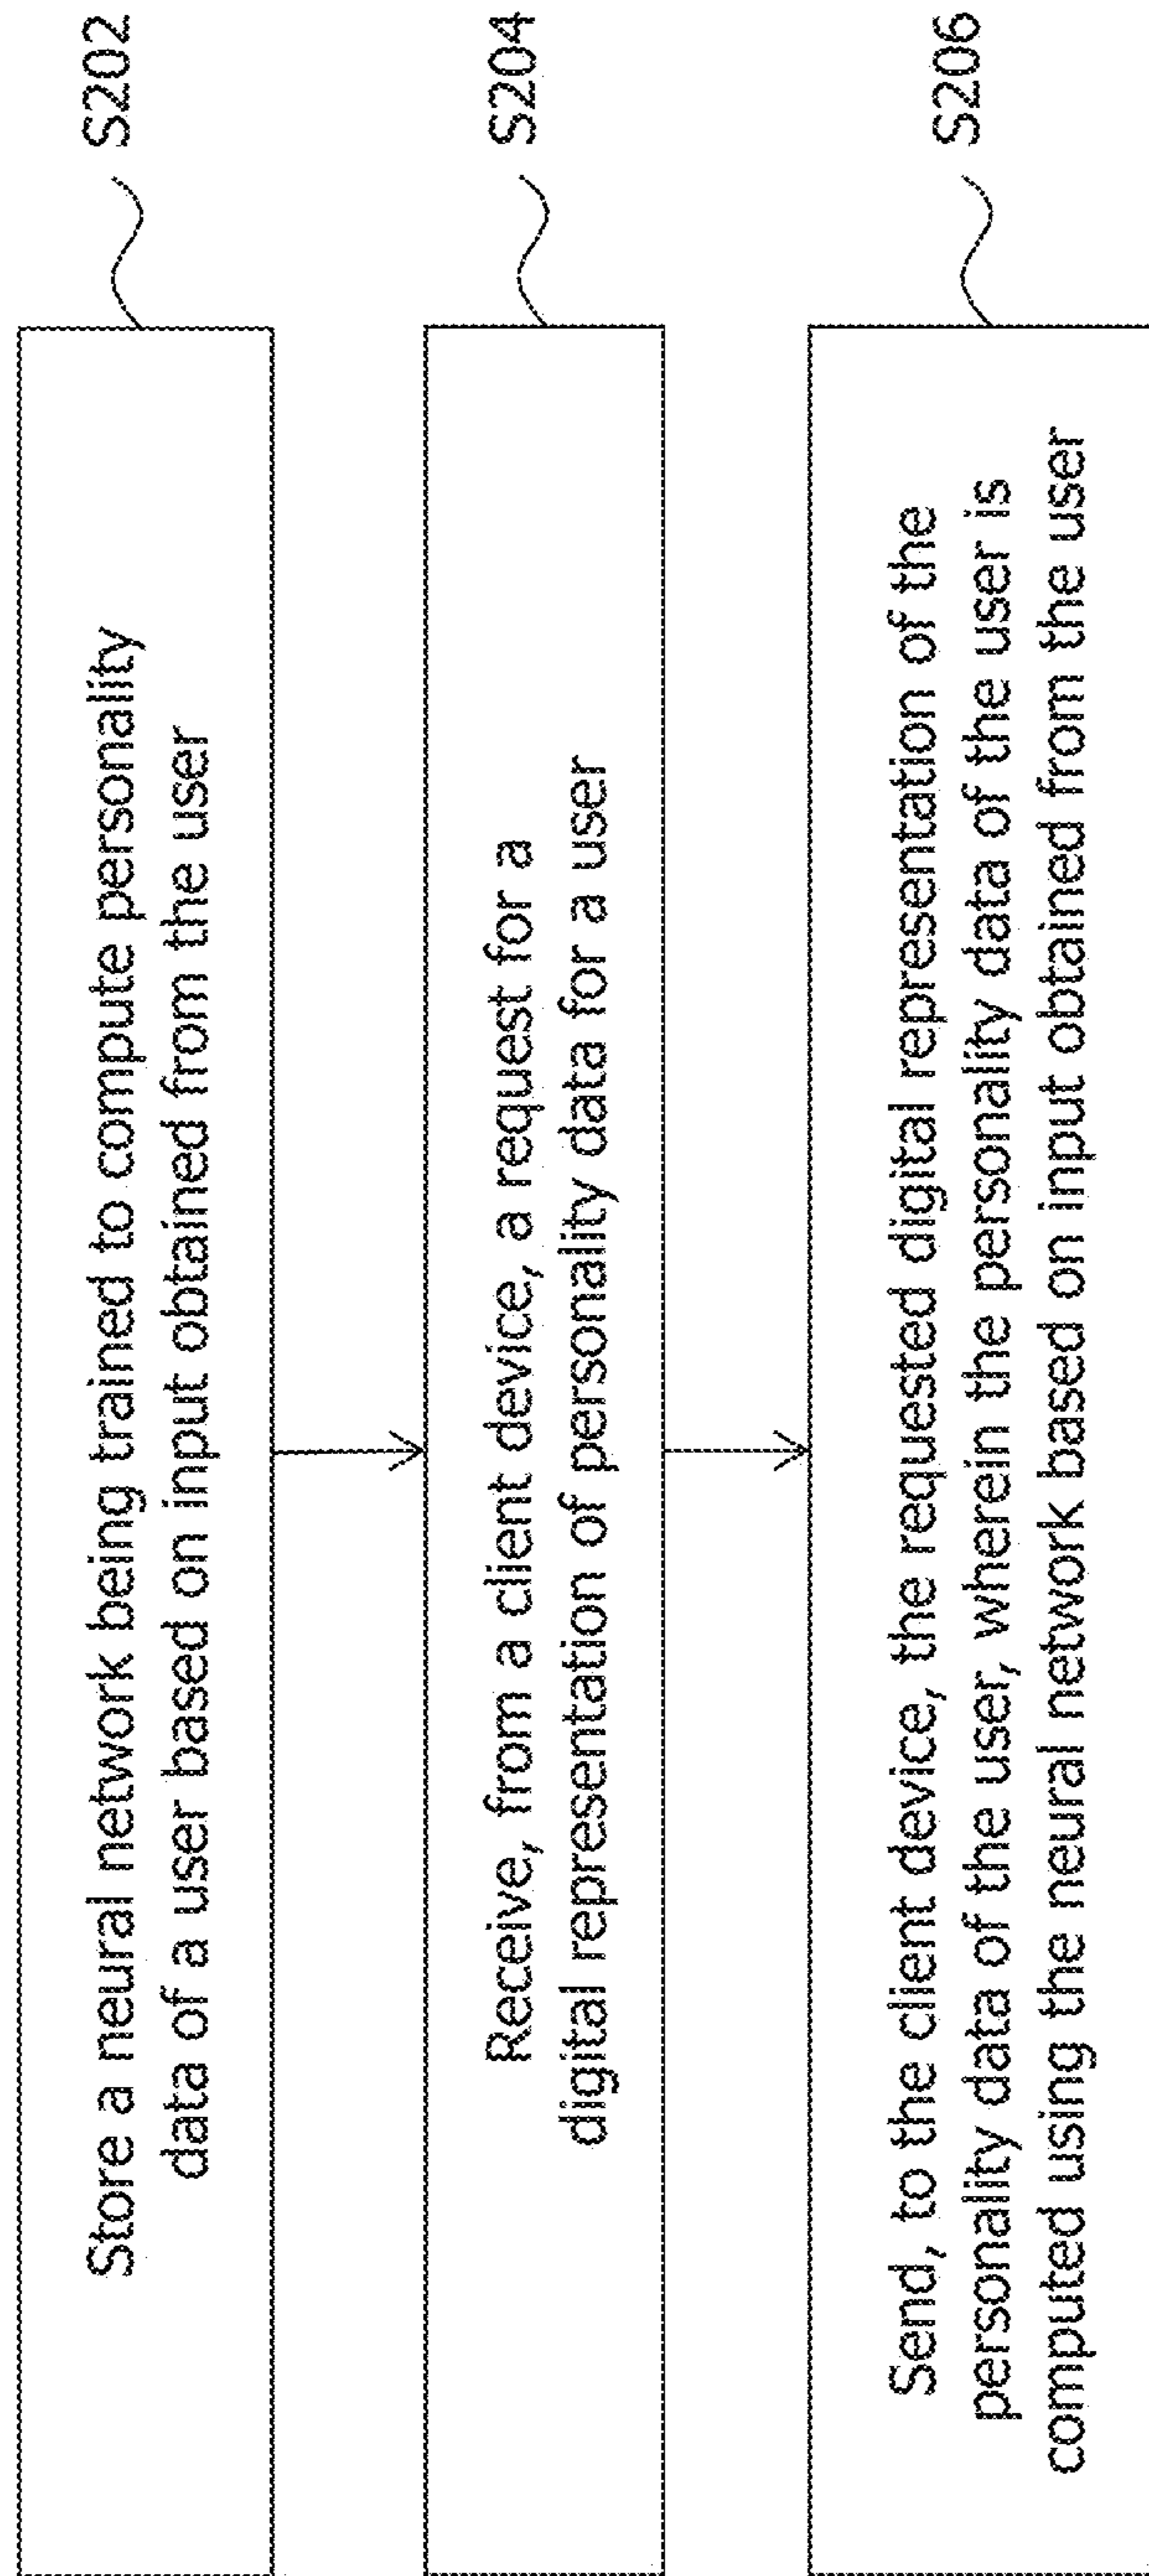 Store a neural network being trained to compute personality
data of a user based on input obtained from the user
S202
Receive, from a client device, a request for a
digital representation of personality data for a user
S204
Send, to the client device, the requested digital representation of the
personality data of the user, wherein the personality data of the user is
computed using the neural network based on input obtained from the user
S206